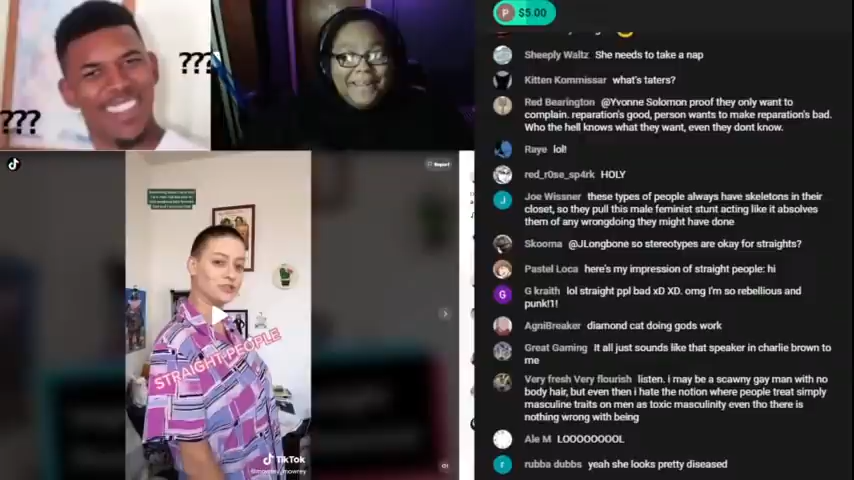 P $5.00
???
???
Sheeply Waltz She needs to take a nap
Kitten Kommissar what's taters?
Red Bearington @Yvonne Solomon proof they only want to
complain. reparation's good, person wants to make reparation's bad.
Who the hell knows what they want, even they dont know.
Raye lol!
red_r0se_sp4rk HOLY
Joe Wissner these types of people always have skeletons in their
closet, so they pull this male feminist stunt acting like it absolves
them of any wrongdoing they might have done
Skooma @JLongbone so stereotypes are okay for straights?
Pastel Loca here's my impression of straight people: hi
G kraith lol straight ppl bad xD XD. omg I'm so rebellious and
punk!1!
AgniBreaker diamond cat doing gods work
Great Gaming It all just sounds like that speaker in charlie brown to
me
Very fresh Very flourish listen. i may be a scawny gay man with no
body hair, but even then i hate the notion where people treat simply
masculine traits on men as toxic masculinity even tho there is
nothing wrong with being
Ale M LOOOOOOOL
rubba dubbs yeah she looks pretty diseased
Report
STRAIGHT PEOPLE
TikTok